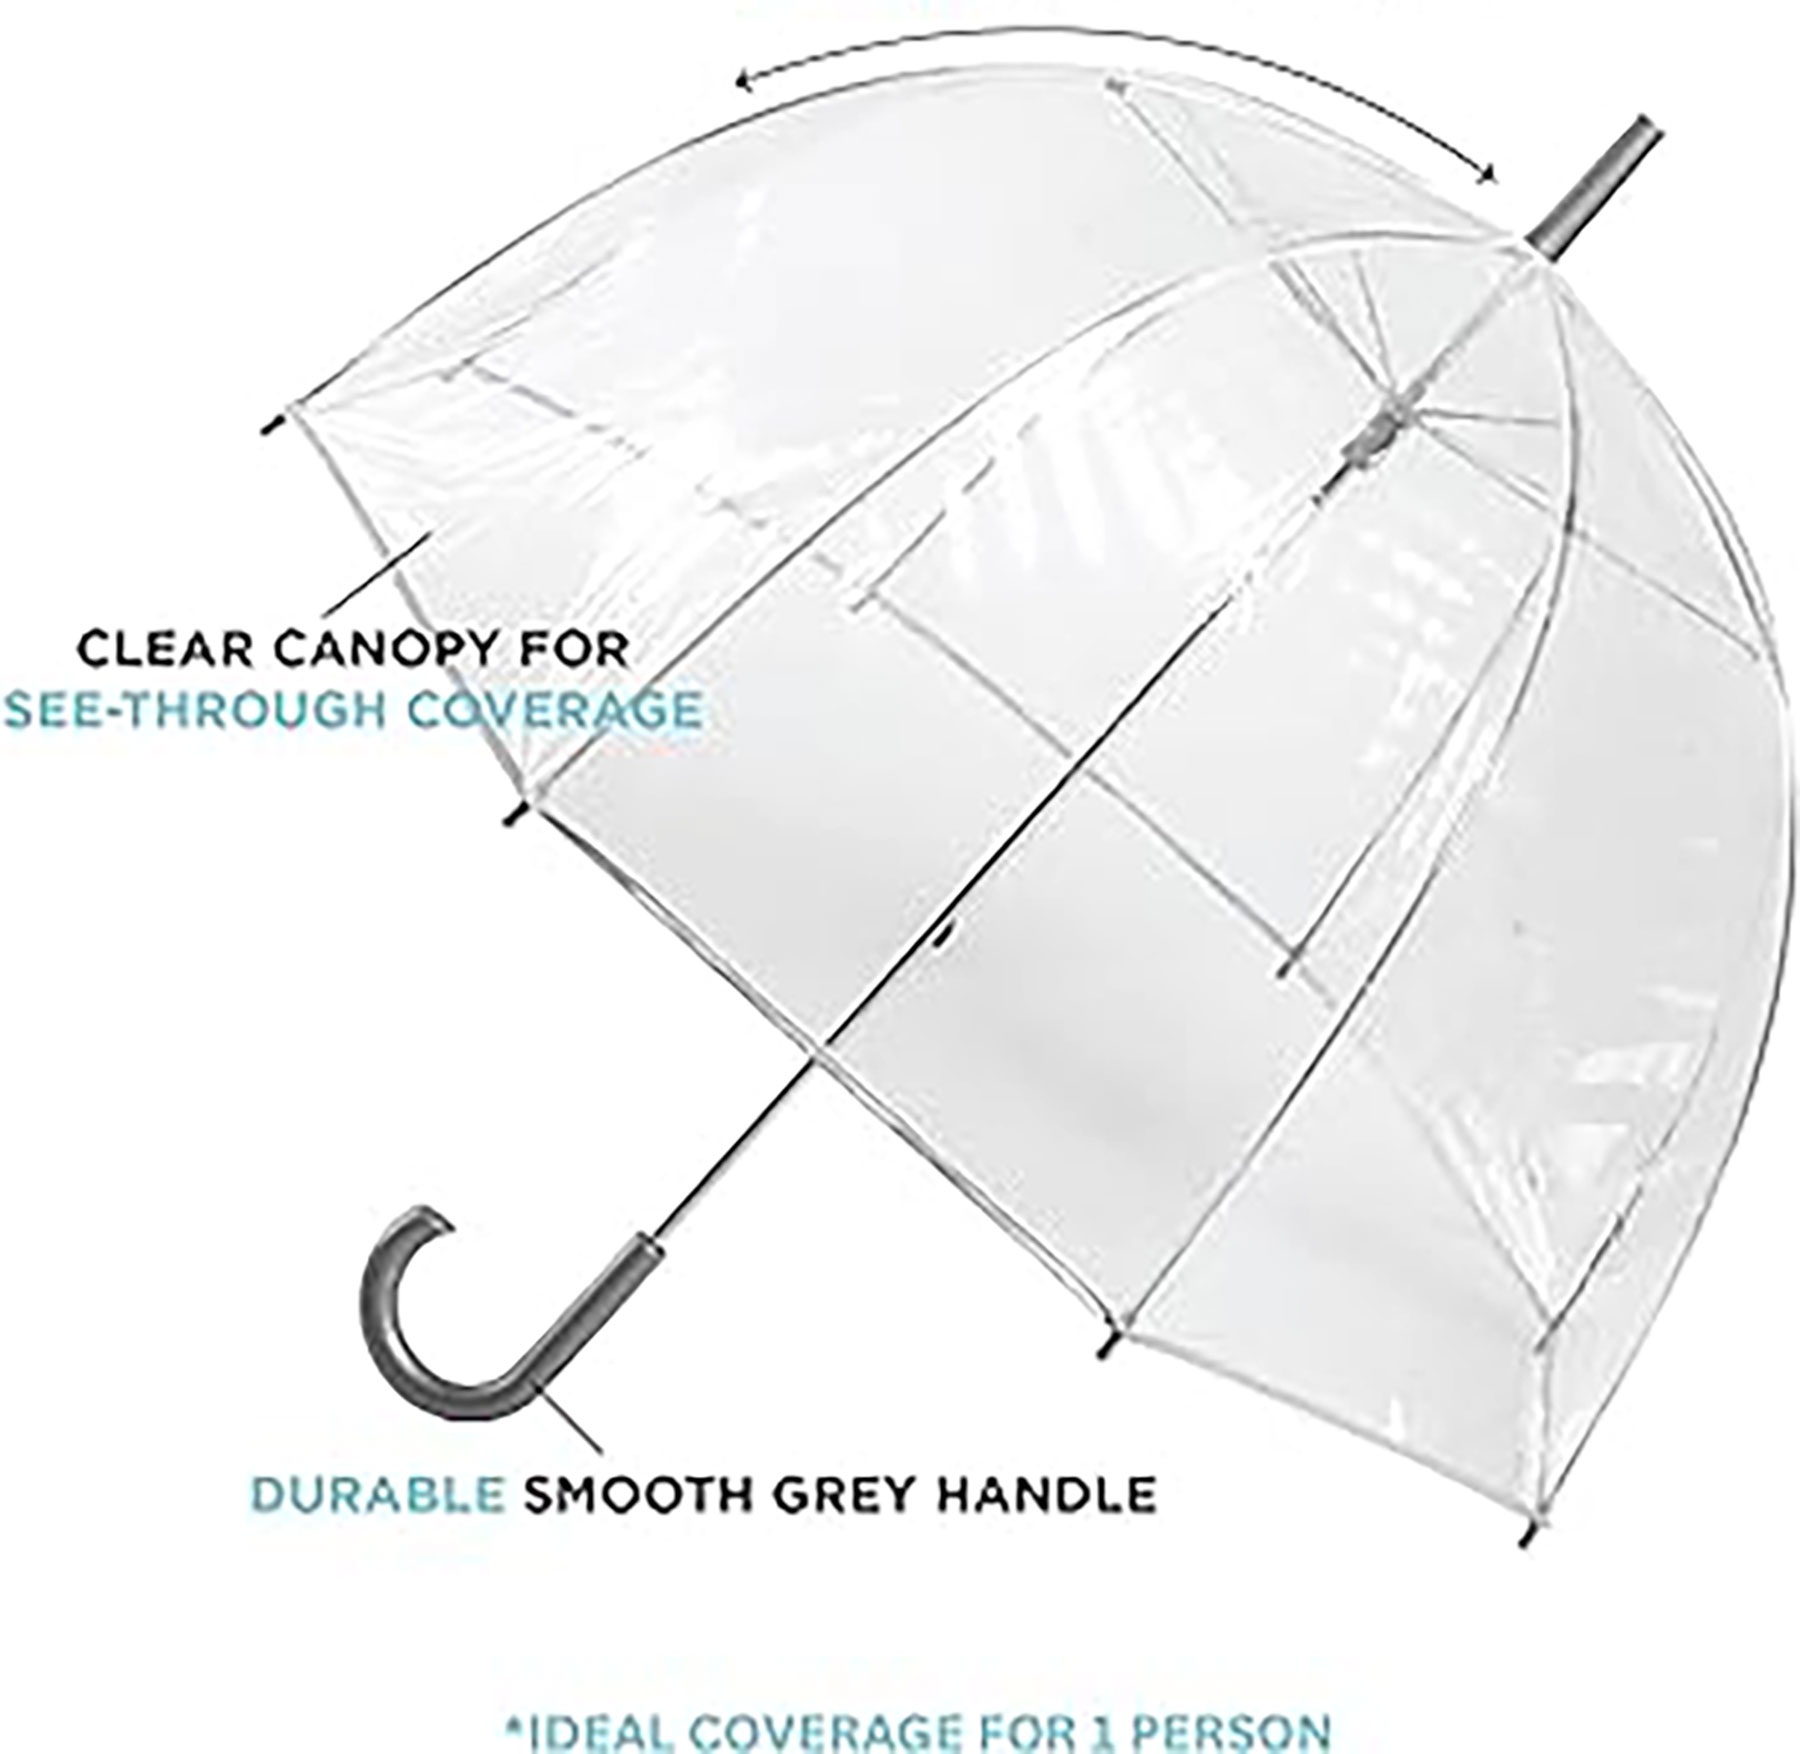 CLEAR CANOPY FOR
SEE-THROUGH COVERAGE
DURABLE SMOOTH GREY HANDLE
*IDEAL COVERAGE FOR 1 PERSON